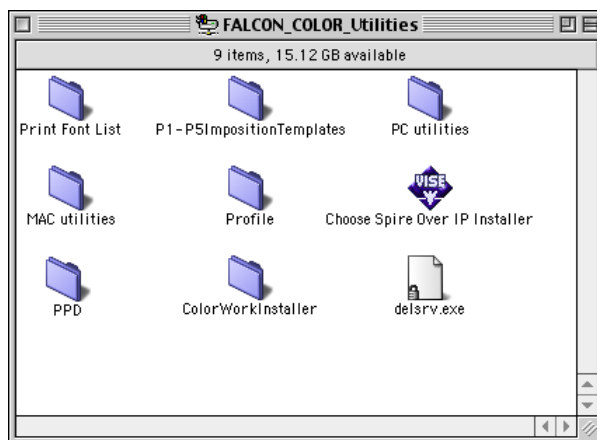 FALCON_COLOR_Utilities
9 items, 15.12 GB available
Print Font List
P1-P5ImpositionTemplates
PC utilities
VISE
MAC utilities
Profile
Choose Spire Over IP Installer
PPD
ColorWorkInstaller
delsrv.exe